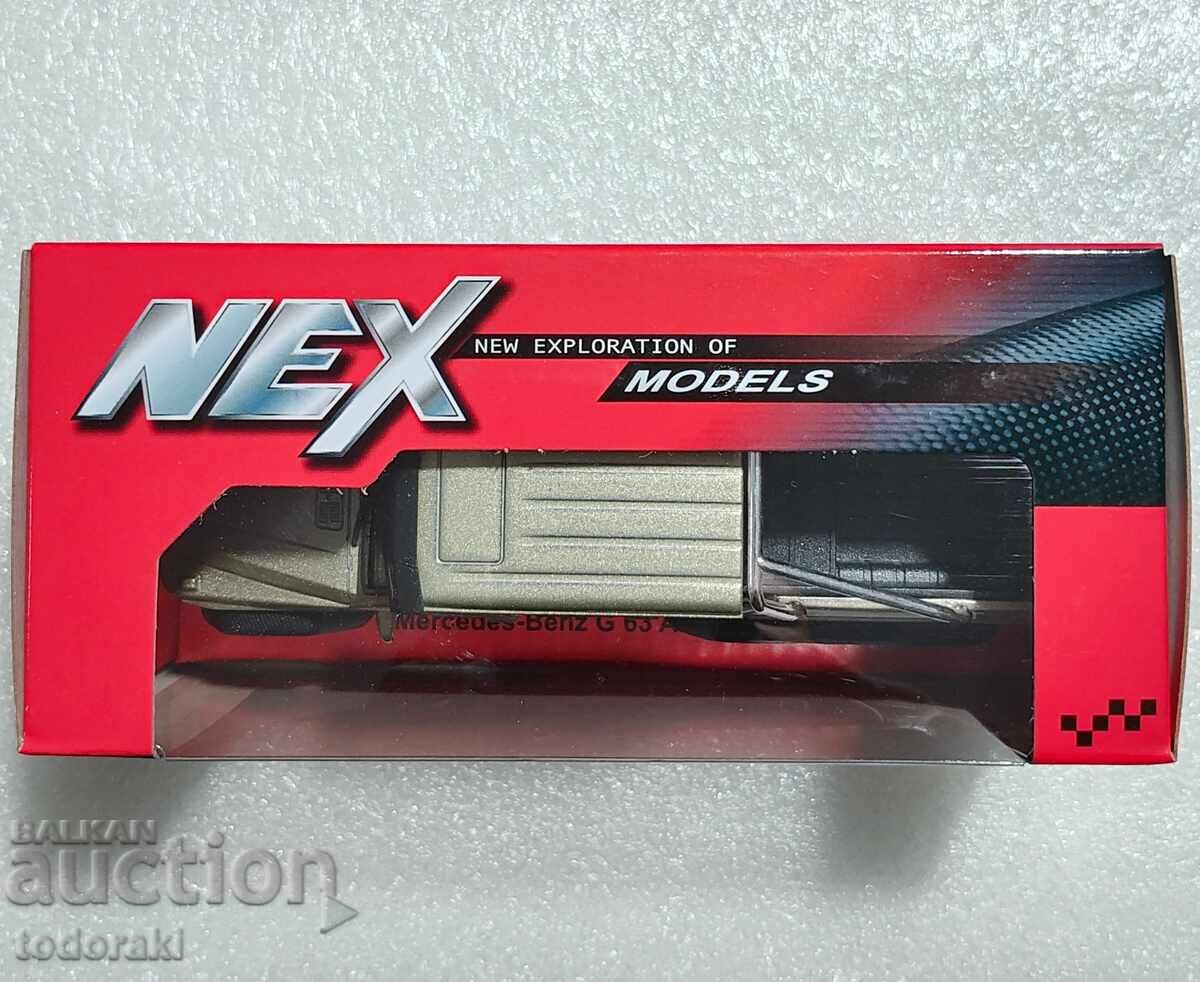 NEX
NEW EXPLORATION OF
MODELS
Mercedes-Benz G 63 A
BALKAN
auction
todoraki